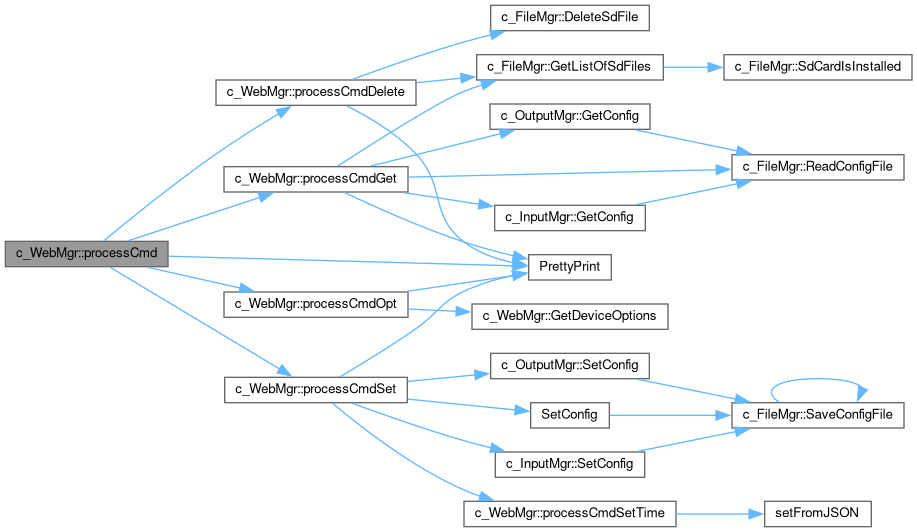 c_FileMgr::DeleteSdFile
c_FileMgr::GetListOfSdFiles
c_FileMgr::SdCardIsInstalled
c_WebMgr::processCmdDelete
c_OutputMgr::GetConfig
c_FileMgr::ReadConfigFile
c_WebMgr::processCmdGet
c_InputMgr::GetConfig
c_WebMgr::processCmd
PrettyPrint
c_WebMgr::processCmdOpt
c_WebMgr::GetDeviceOptions
c_OutputMgr::SetConfig
c_WebMgr::processCmdSet
SetConfig
c_FileMgr::SaveConfigFile
c_InputMgr::SetConfig
c_WebMgr::processCmdSetTime
setFromJSON